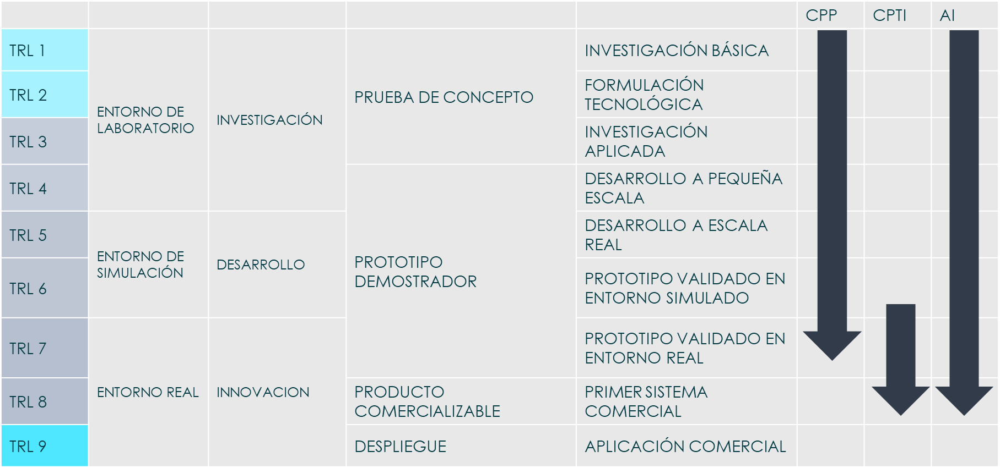 CPP CPTI AI
TRL 1
ENTORNO DE
LABORATORIO
INVESTIGACIÓN
PRUEBA DE CONCEPTO
INVESTIGACIÓN BÁSICA
TRL 2
FORMULACIÓN
TECNOLÓGICA
TRL 3
INVESTIGACIÓN
APLICADA
TRL 4
PROTOTIPO
DEMOSTRADOR
DESARROLLO A PEQUEÑA
ESCALA
TRL 5
ENTORNO DE
SIMULACIÓN
DESARROLLO
DESARROLLO A ESCALA
REAL
TRL 6
PROTOTIPO VALIDADO EN
ENTORNO SIMULADO
TRL 7
ENTORNO REAL
INNOVACION
PROTOTIPO VALIDADO EN
ENTORNO REAL
TRL 8
PRODUCTO
COMERCIALIZABLE
PRIMER SISTEMA
COMERCIAL
TRL 9
DESPLIEGUE
APLICACIÓN COMERCIAL